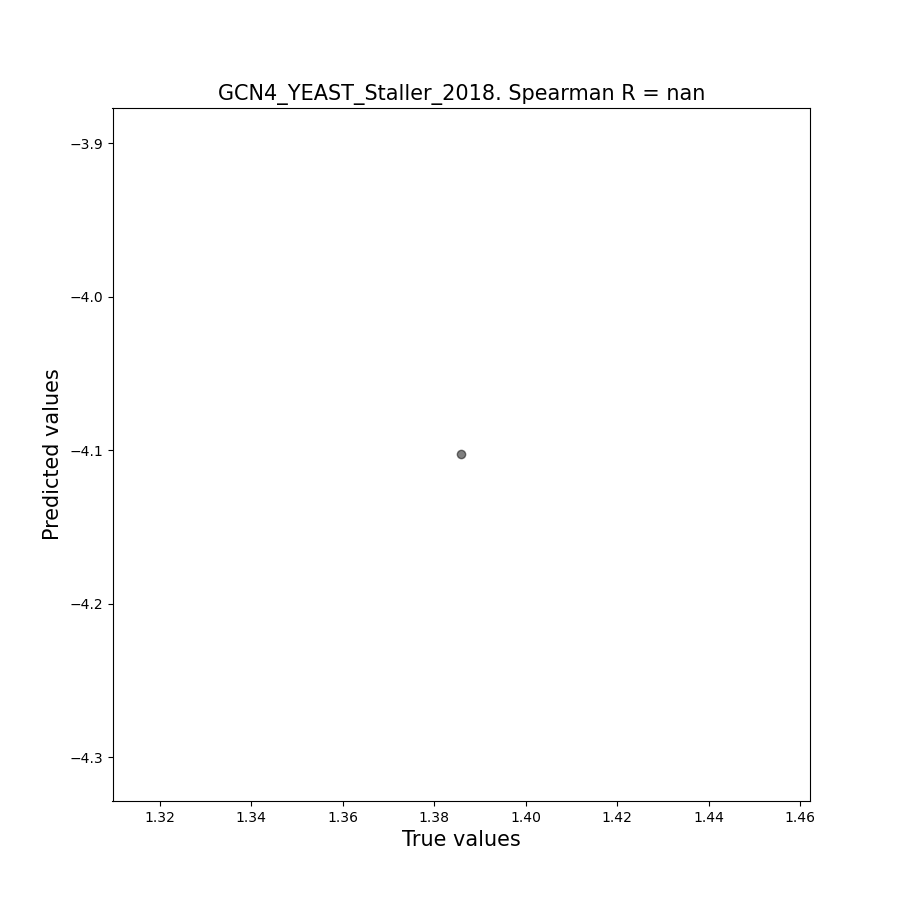 GCN4_YEAST_Staller_2018. Spearman R = nan
−3.9
−4.0
−4.1
−4.2
−4.3
Predicted values
1.32 1.34 1.36 1.38 1.40 1.42 1.44 1.46
True values